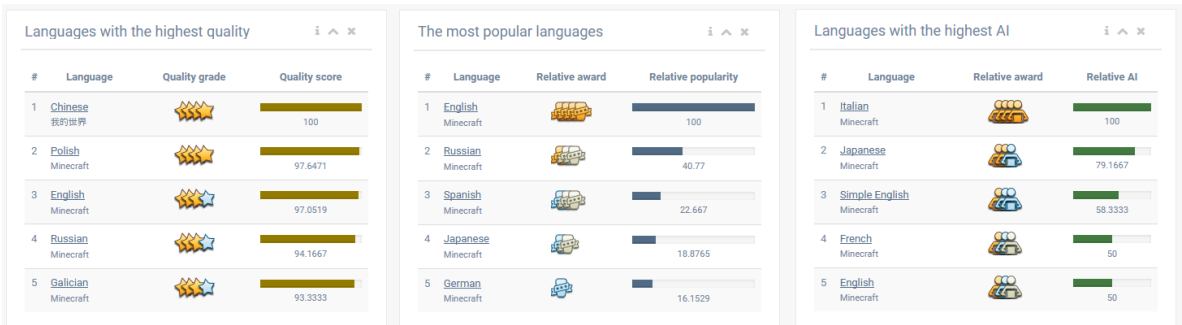 Languages with the highest quality
# Language Quality grade Quality score
1 Chinese
我的世界
100
2 Polish
Minecraft
97.6471
3 English
Minecraft
97.0519
4 Russian
Minecraft
94.1667
5 Galician
Minecraft
93.3333
The most popular languages
# Language Relative award Relative popularity
1 English
Minecraft
100
2 Russian
Minecraft
40.77
3 Spanish
Minecraft
22.667
4 Japanese
Minecraft
18.8765
5 German
Minecraft
16.1529
Languages with the highest AI
# Language Relative award Relative AI
1 Italian
Minecraft
100
2 Japanese
Minecraft
79.1667
3 Simple English
Minecraft
58.3333
4 French
Minecraft
50
5 English
Minecraft
50